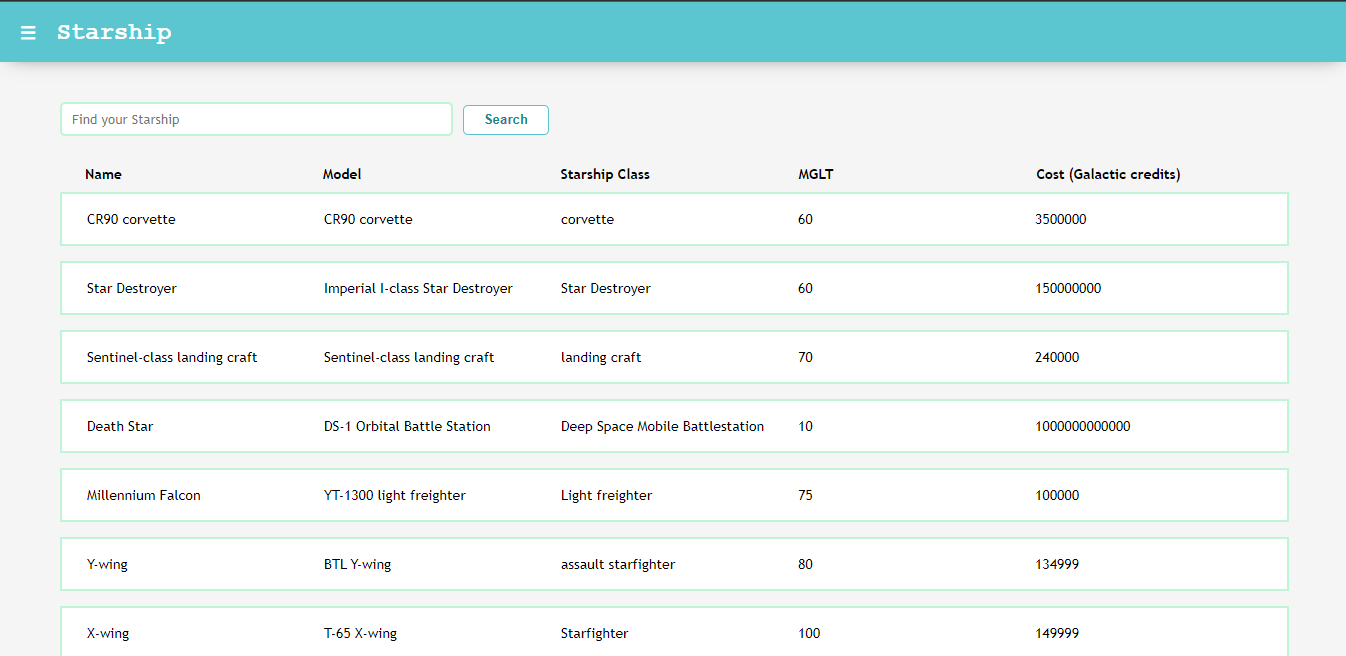 Starship
Find your Starship Search
Name Model Starship Class MGLT Cost (Galactic credits)
CR90 corvette CR90 corvette corvette 60 3500000
Star Destroyer Imperial I-class Star Destroyer Star Destroyer 60 150000000
Sentinel-class landing craft Sentinel-class landing craft landing craft 70 240000
Death Star DS-1 Orbital Battle Station Deep Space Mobile Battlestation 10 1000000000000
Millennium Falcon YT-1300 light freighter Light freighter 75 100000
Y-wing BTL Y-wing assault starfighter 80 134999
X-wing T-65 X-wing Starfighter 100 149999